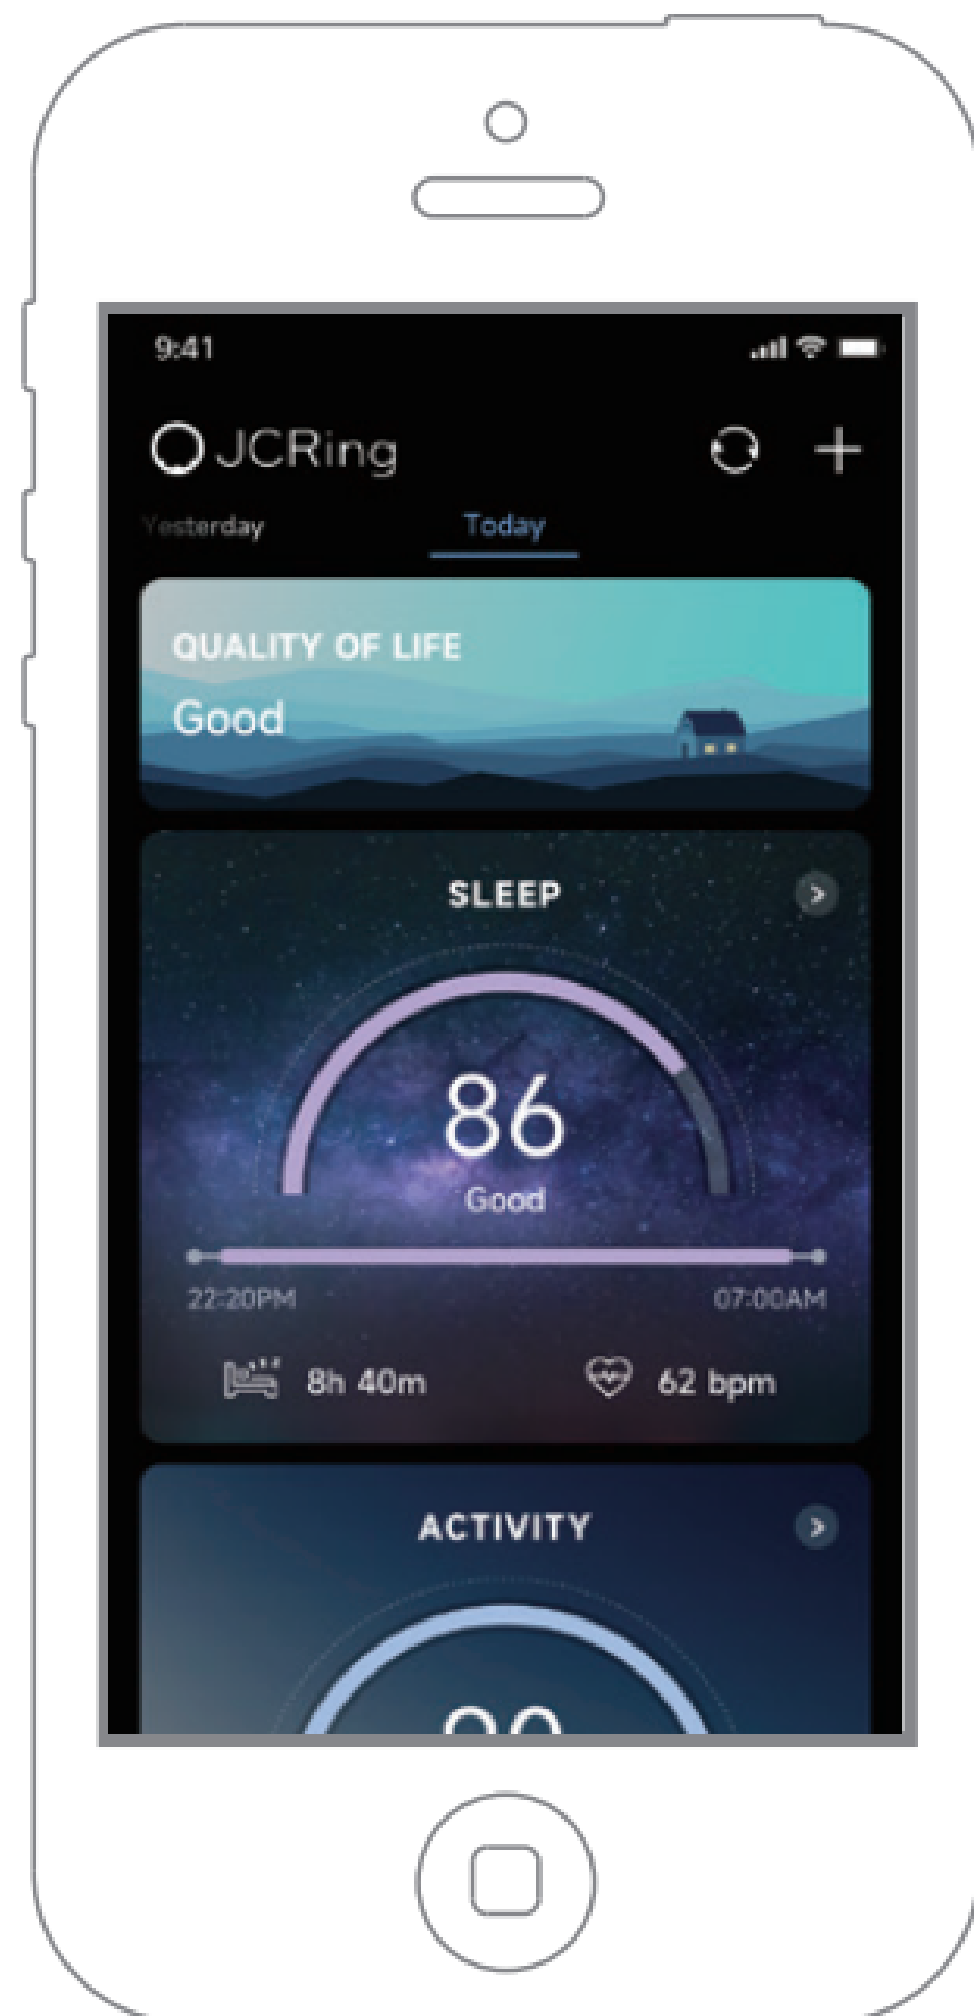 9:41
JCRing
Yesterday Today
QUALITY OF LIFE
Good
SLEEP
86
Good
22:20PM 07:00AM
8h 40m 62 bpm
ACTIVITY